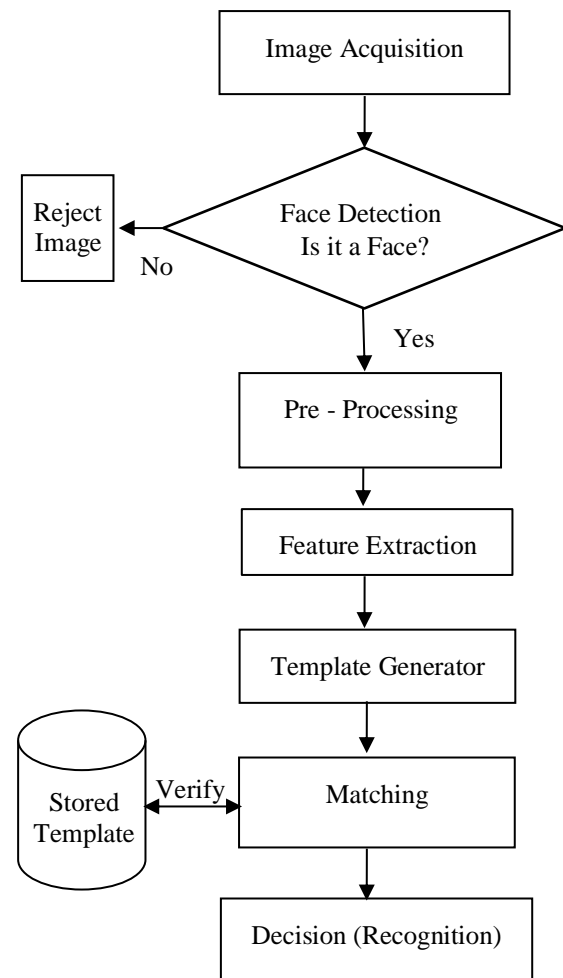 Image Acquisition
Face Detection
Is it a Face?
Reject
Image
No
Yes
Pre - Processing
Feature Extraction
Template Generator
Stored
Template
Verify
Matching
Decision (Recognition)